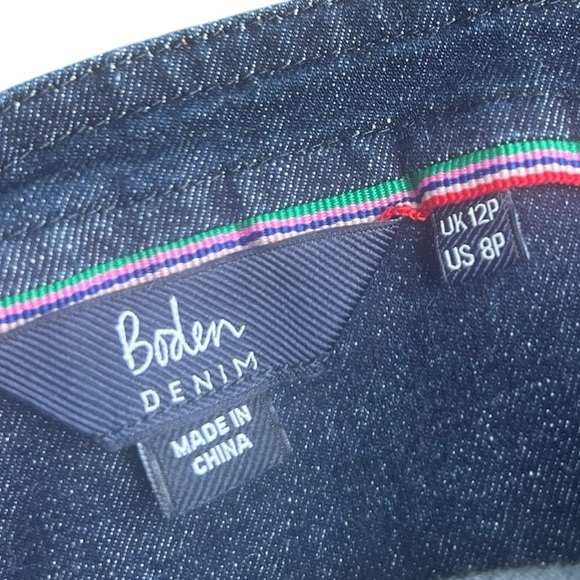 Boden
DENIM
MADE IN
CHINA
UK 12P
US 8P